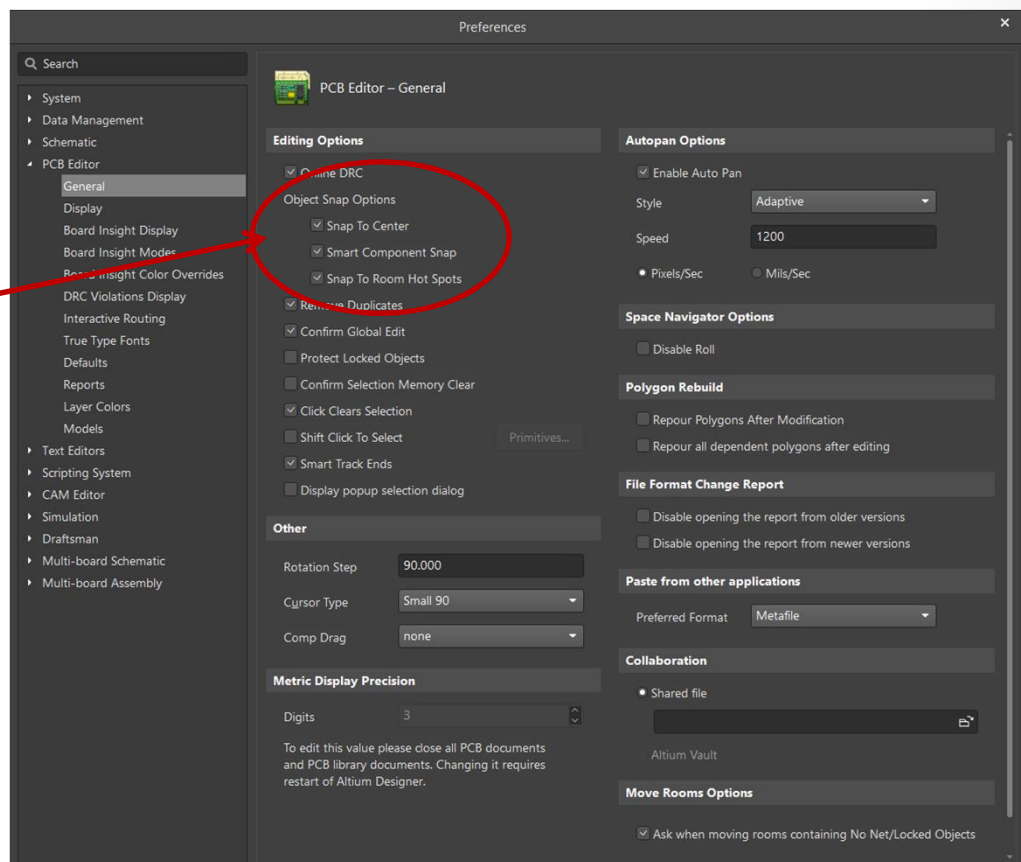 Preferences
Search
System
Data Management
Schematic
PCB Editor
General
Display
Board Insight Display
Board Insight Modes
Board Insight Color Overrides
DRC Violations Display
Interactive Routing
True Type Fonts
Defaults
Reports
Layer Colors
Models
Text Editors
Scripting System
CAM Editor
Simulation
Draftsman
Multi-board Schematic
Multi-board Assembly
PCB Editor – General
Editing Options
Online DRC
Object Snap Options
Snap To Center
Smart Component Snap
Snap To Room Hot Spots
Remove Duplicates
Confirm Global Edit
Protect Locked Objects
Confirm Selection Memory Clear
Click Clears Selection
Shift Click To Select Primitives...
Smart Track Ends
Display popup selection dialog
Other
Rotation Step 90.000
Cursor Type Small 90
Comp Drag none
Metric Display Precision
Digits 3
To edit this value please close all PCB documents
and PCB library documents. Changing it requires
restart of Altium Designer.
Autopan Options
Enable Auto Pan
Style Adaptive
Speed 1200
Pixels/Sec Mils/Sec
Space Navigator Options
Disable Roll
Polygon Rebuild
Repour Polygons After Modification
Repour all dependent polygons after editing
File Format Change Report
Disable opening the report from older versions
Disable opening the report from newer versions
Paste from other applications
Preferred Format Metafile
Collaboration
Shared file
Altium Vault
Move Rooms Options
Ask when moving rooms containing No Net/Locked Objects